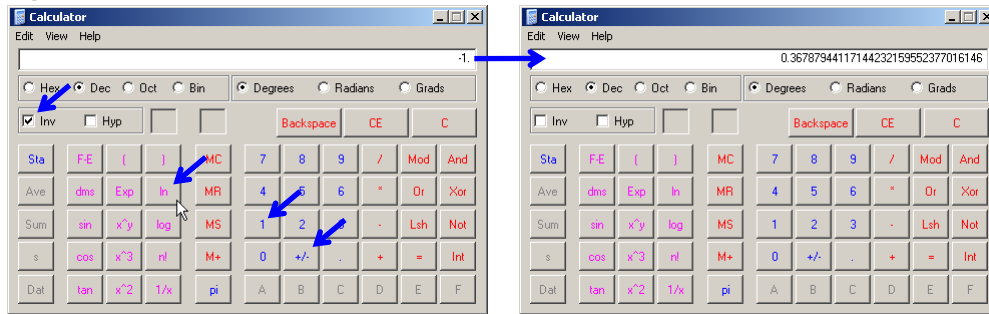 Calculator
Edit View Help
-1.
Hex Dec Oct Bin Degrees Radians Grads
Inv Hyp Backspace CE C
Sta F-E ( ) MC 7 8 9 / Mod And
Ave dms Exp ln MR 4 5 6 * Or Xor
Sum sin x^y log MS 1 2 3 - Lsh Not
s cos x^3 n! M+ 0 +/- . + = Int
Dat tan x^2 1/x pi A B C D E F
Calculator
Edit View Help
0.36787944117144232159552377016146
Hex Dec Oct Bin Degrees Radians Grads
Inv Hyp Backspace CE C
Sta F-E ( ) MC 7 8 9 / Mod And
Ave dms Exp ln MR 4 5 6 * Or Xor
Sum sin x^y log MS 1 2 3 - Lsh Not
s cos x^3 n! M+ 0 +/- . + = Int
Dat tan x^2 1/x pi A B C D E F